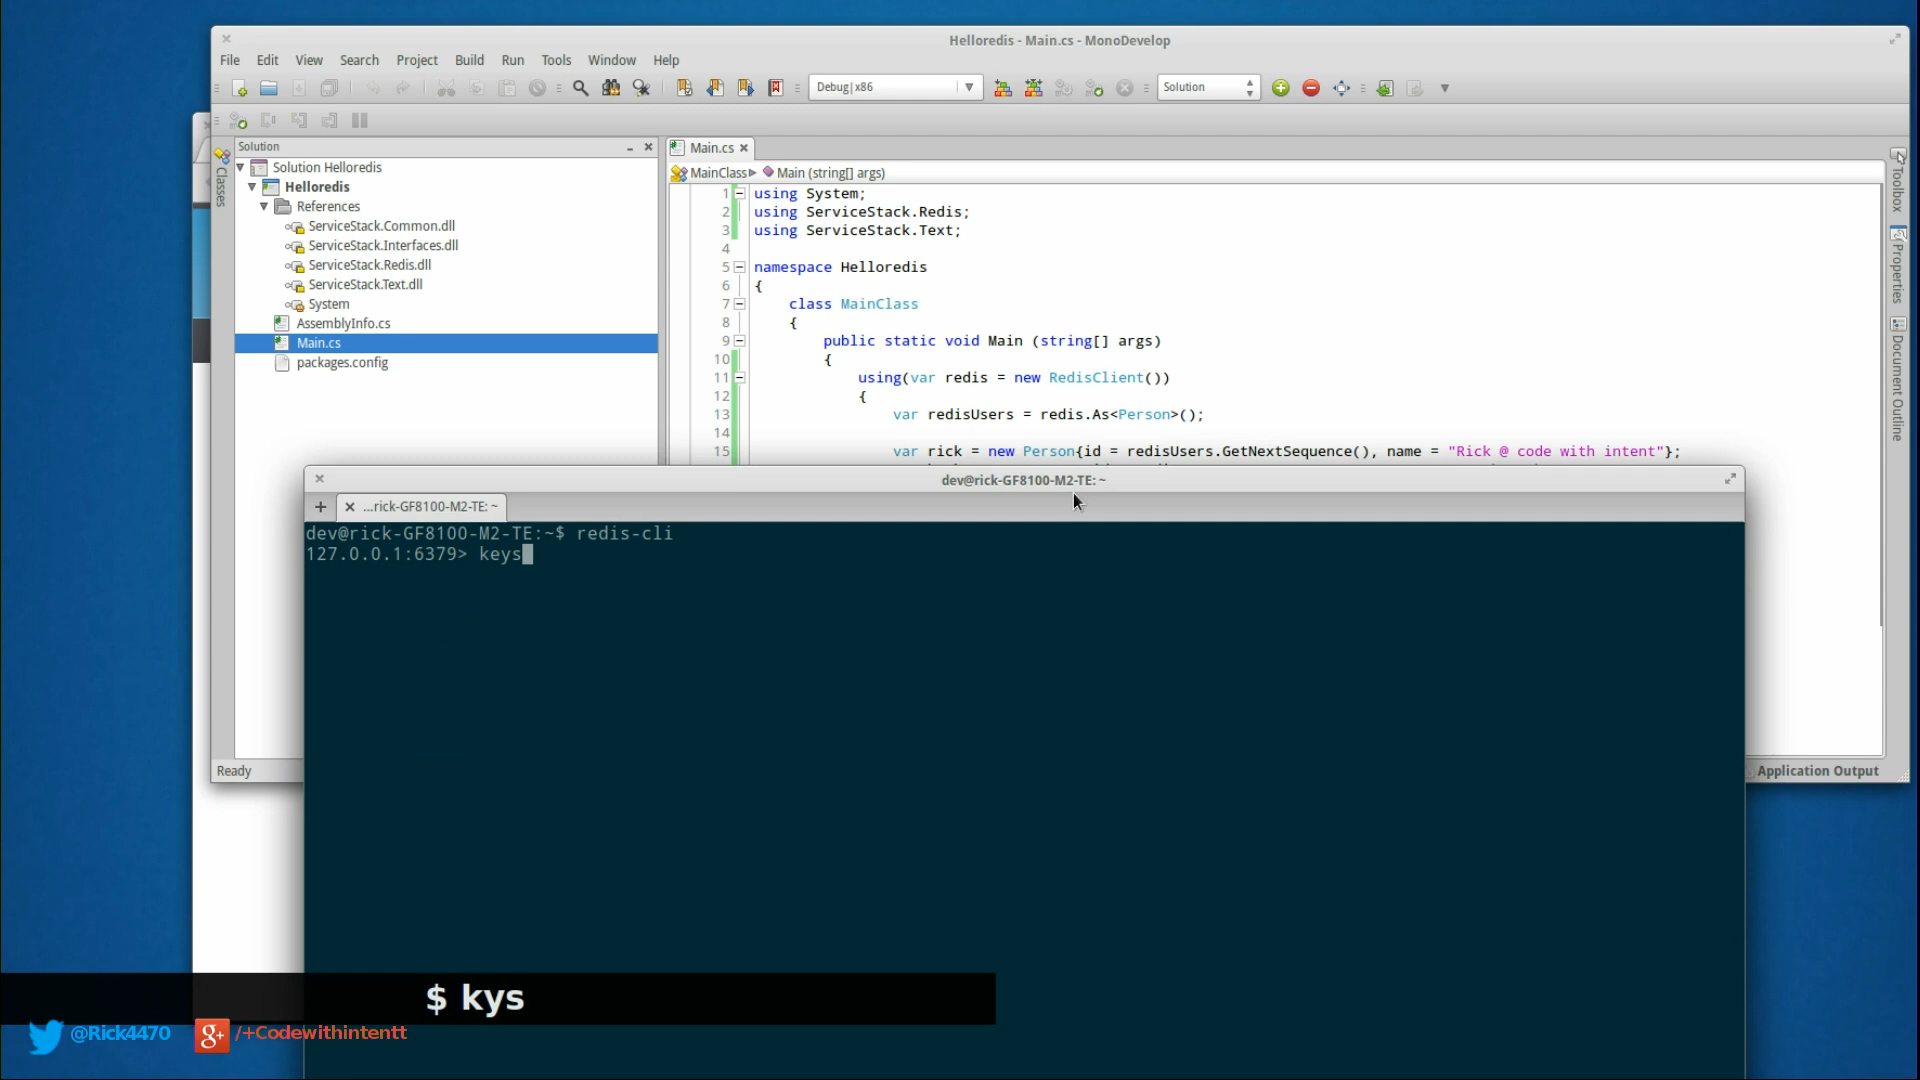 Helloredis - Main.cs - MonoDevelop
File Edit View Search Project Build Run Tools Window Help
Debug|x86
Solution
Classes
Solution
Solution Helloredis
Helloredis
References
ServiceStack.Common.dll
ServiceStack.Interfaces.dll
ServiceStack.Redis.dll
ServiceStack.Text.dll
System
AssemblyInfo.cs
Main.cs
packages.config
Main.cs
MainClass Main (string[] args)
1 using System;
2 using ServiceStack.Redis;
3 using ServiceStack.Text;
4
5 namespace Helloredis
6 {
7 class MainClass
8 {
9 public static void Main (string[] args)
10 {
11 using(var redis = new RedisClient())
12 {
13 var redisUsers = redis.As<Person>();
14
15 var rick = new Person{id = redisUsers.GetNextSequence(), name = "Rick @ code with intent"};
Toolbox
Properties
Document Outline
dev@rick-GF8100-M2-TE: ~
...rick-GF8100-M2-TE: ~
dev@rick-GF8100-M2-TE:~$ redis-cli
127.0.0.1:6379> keys
Ready
Application Output
$ kys
@Rick4470
g+ /+Codewithintentt